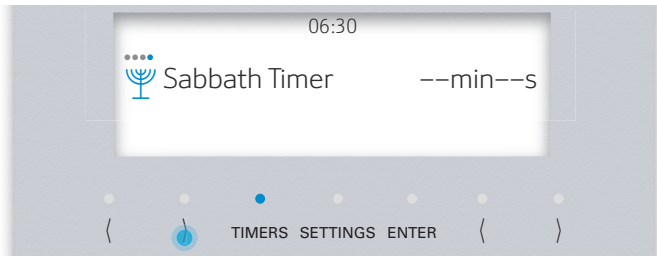 06:30
Sabbath Timer --min--s
〈 〉 TIMERS SETTINGS ENTER 〈 〉